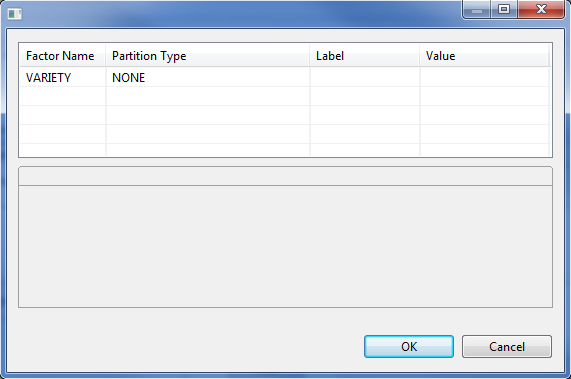 Factor Name Partition Type Label Value
VARIETY NONE
OK Cancel